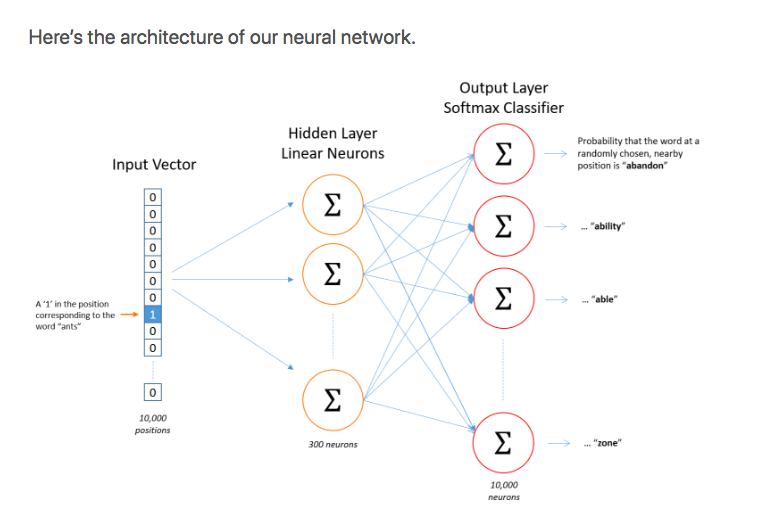 Here's the architecture of our neural network.
Output Layer
Softmax Classifier
Hidden Layer
Linear Neurons
Input Vector
0
0
0
0
0
0
0
1
0
0
0
A '1' in the position
corresponding to the
word "ants"
10,000
positions
Σ
Σ
Σ
300 neurons
Σ
Σ
Σ
Σ
10,000
neurons
Probability that the word at a
randomly chosen, nearby
position is "abandon"
... "ability"
... "able"
... "zone"